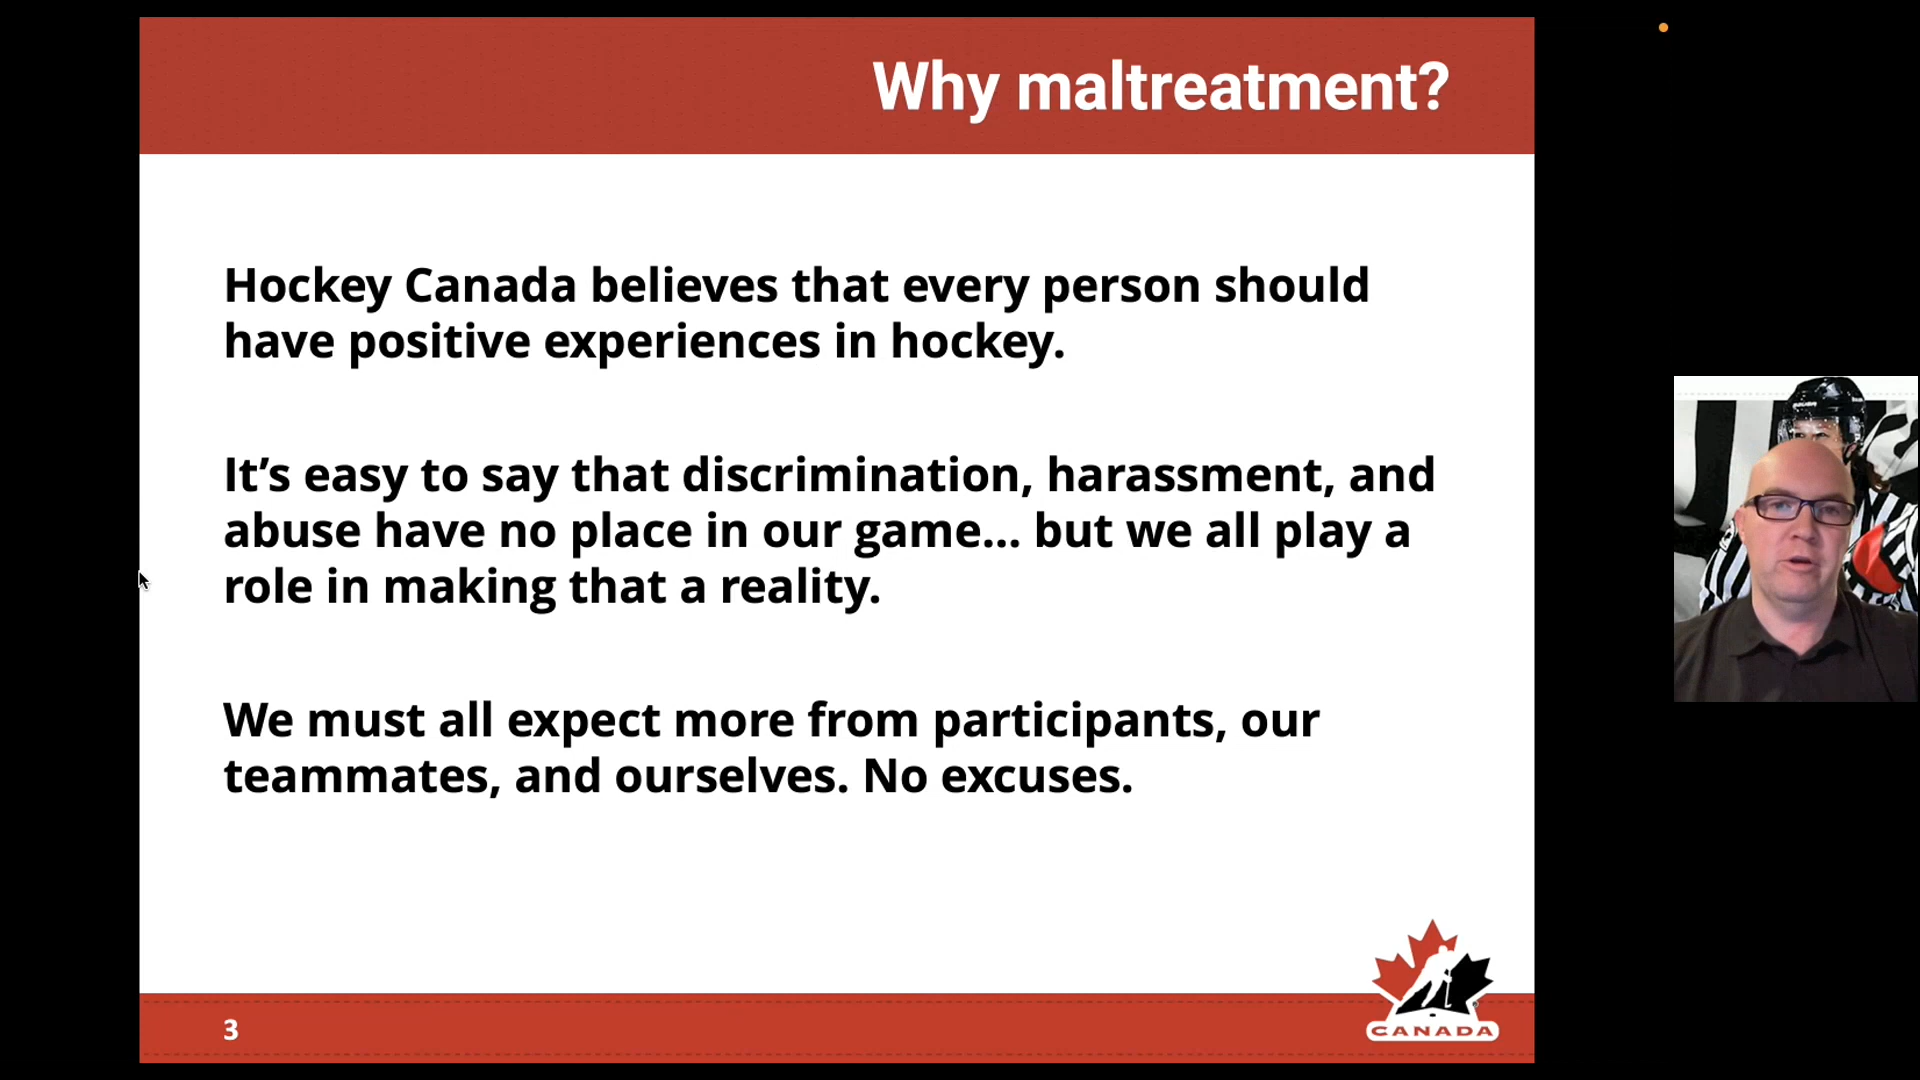 Why maltreatment?
Hockey Canada believes that every person should
have positive experiences in hockey.
It’s easy to say that discrimination, harassment, and
abuse have no place in our game... but we all play a
role in making that a reality.
We must all expect more from participants, our
teammates, and ourselves. No excuses.
CANADA
3